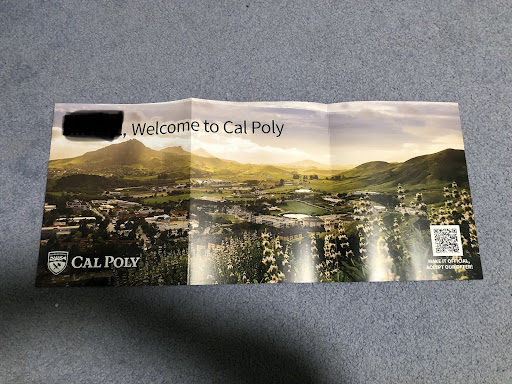 , Welcome to Cal Poly
CAL POLY
MAKE IT OFFICIAL,
ACCEPT OUR OFFER!